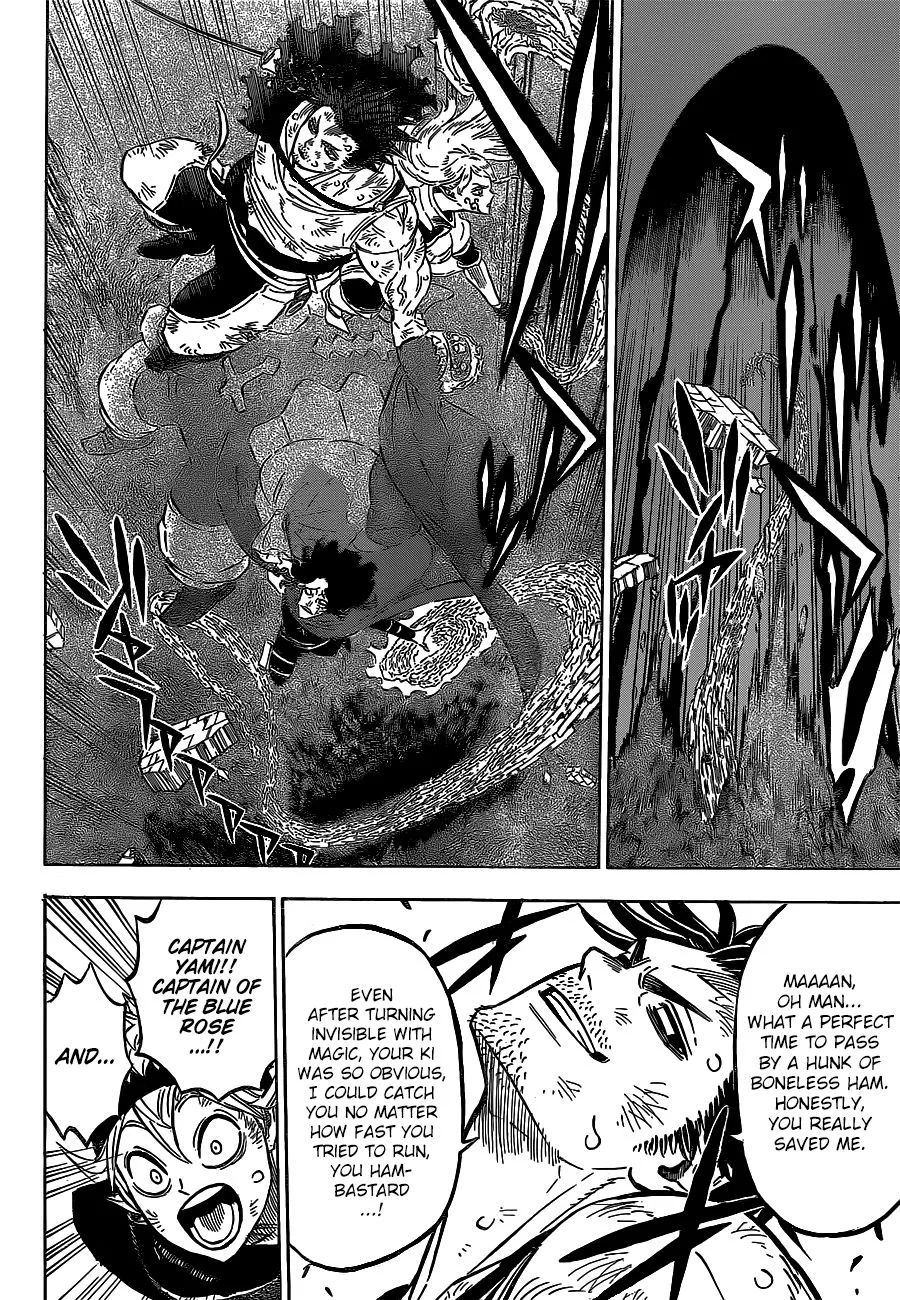 MAAAAN,
OH MAN...
WHAT A PERFECT
TIME TO PASS
BY A HUNK OF
BONELESS HAM.
HONESTLY,
YOU REALLY
SAVED ME.
EVEN
AFTER TURNING
INVISIBLE WITH
MAGIC, YOUR KI
WAS SO OBVIOUS,
I COULD CATCH
YOU NO MATTER
HOW FAST YOU
TRIED TO RUN,
YOU HAM-
BASTARD
...!
CAPTAIN
YAMI!!
CAPTAIN OF
THE BLUE
ROSE
...!!
AND...